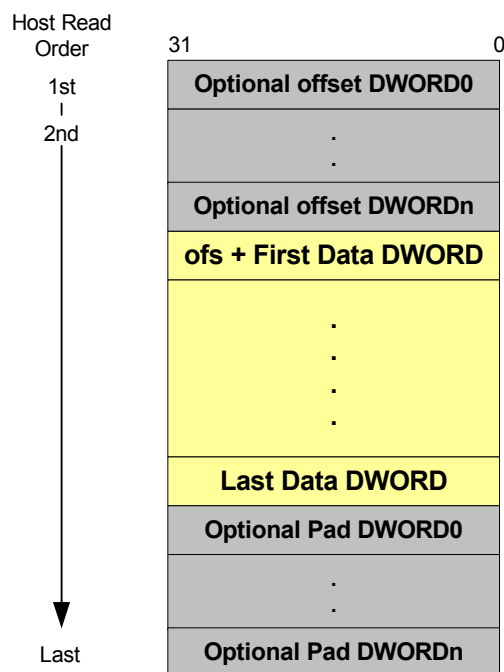 Host Read
Order
31
0
1st
2nd
Optional offset DWORD0
.
.
Optional offset DWORDn
ofs + First Data DWORD
.
.
.
.
Last Data DWORD
Optional Pad DWORD0
.
.
Last
Optional Pad DWORDn